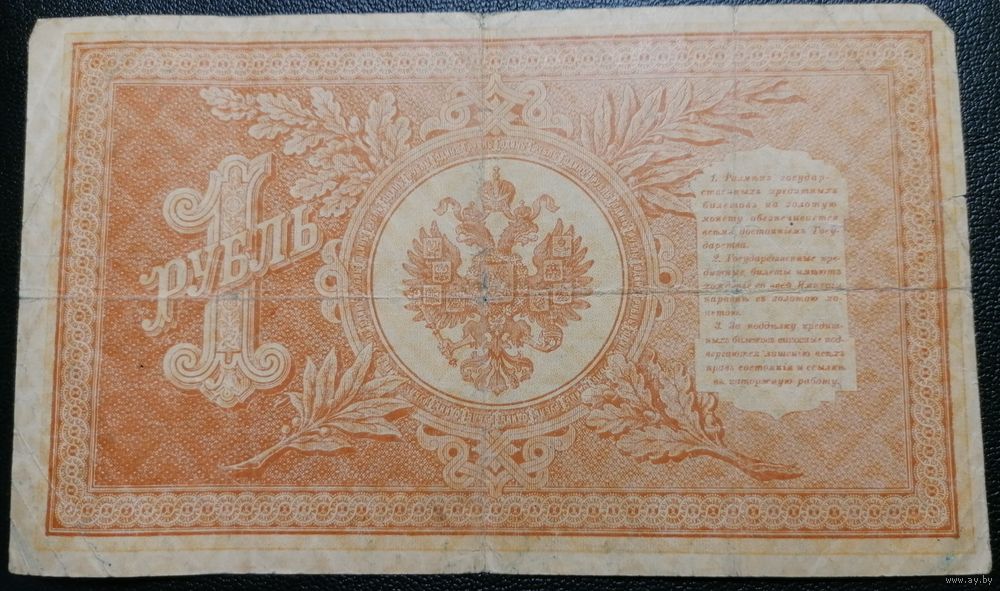 1
РУБЛЬ
1. Размѣнъ государ-
ственныхъ кредитныхъ
билетовъ на золотую
монету обезпечивается
всѣмъ достояніемъ Госу-
дарства.
2. Государственные кре-
дитные билеты имѣютъ
хожденіе во всей Имперіи
наравнѣ съ золотою мо-
нетою.
3. За поддѣлку кредит-
ныхъ билетовъ виновные под-
вергаются лишенію всѣхъ
правъ состоянія и ссылкѣ
въ каторжную работу.
www.ay.by